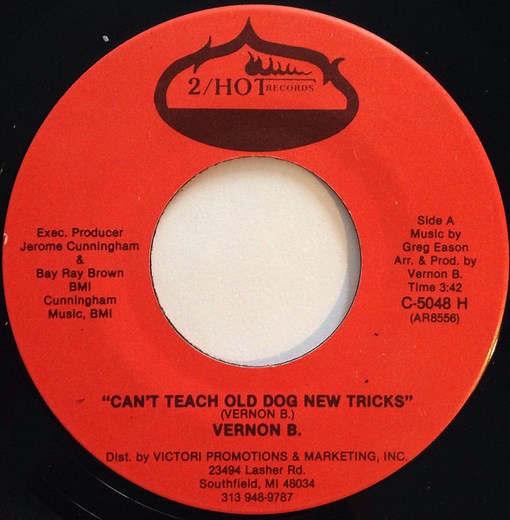 2/HOT RECORDS
Exec. Producer
Jerome Cunningham
&
Bay Ray Brown
BMI
Cunningham
Music, BMI
Side A
Music by
Greg Eason
Arr. & Prod. by
Vernon B.
Time 3:42
C-5048 H
(AR8556)
"CAN'T TEACH OLD DOG NEW TRICKS"
(VERNON B.)
VERNON B.
Dist. by VICTORI PROMOTIONS & MARKETING, INC.
23494 Lasher Rd.
Southfield, MI 48034
313 948-9787